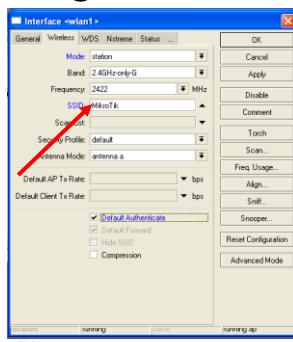 Interface <wlan1>
General Wireless WDS Nstreme Status ...
Mode: station
Band: 2.4GHz-only-G
Frequency: 2422 MHz
SSID: MikroTik
Scan List:
Security Profile: default
Antenna Mode: antenna a
Default AP Tx Rate: bps
Default Client Tx Rate: bps
Default Authenticate
Default Forward
Hide SSID
Compression
OK
Cancel
Apply
Disable
Comment
Torch
Scan...
Freq. Usage...
Align...
Sniff...
Snooper...
Reset Configuration
Advanced Mode
disabled running slave running ap